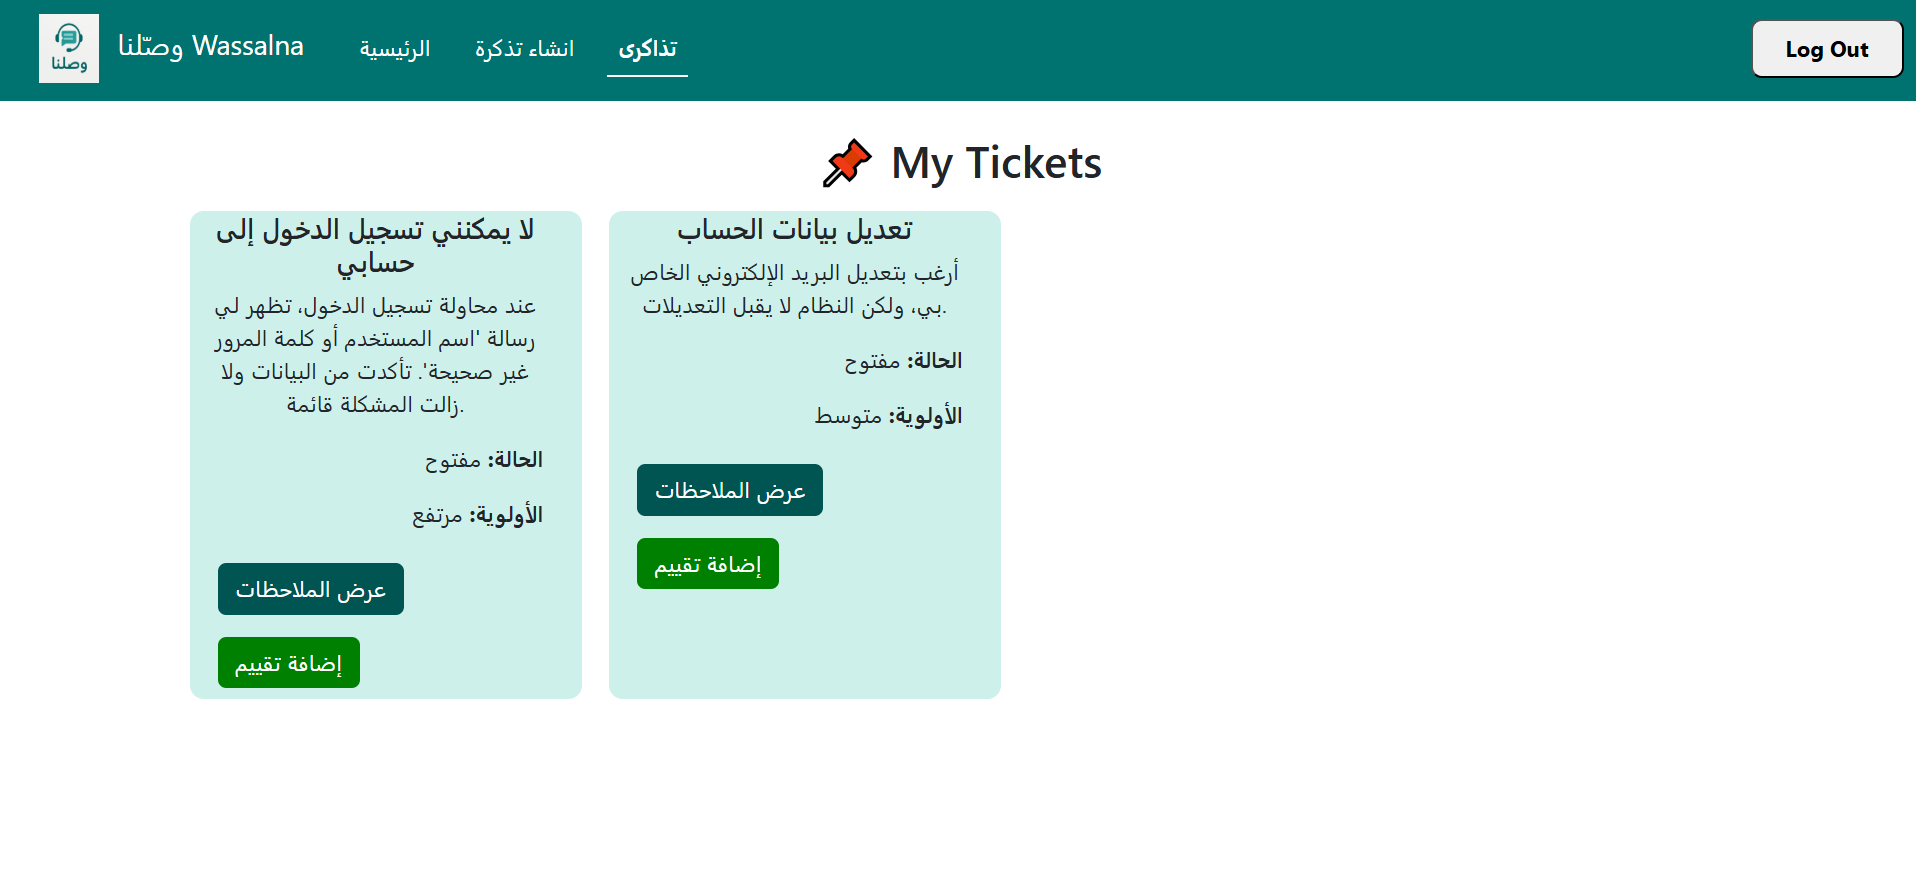 وصلنا
وصّلنا Wassalna
الرئيسية
انشاء تذكرة
تذاكرى
Log Out
My Tickets
لا يمكنني تسجيل الدخول إلى
حسابي
عند محاولة تسجيل الدخول، تظهر لي
رسالة 'اسم المستخدم أو كلمة المرور
غير صحيحة'. تأكدت من البيانات ولا
زالت المشكلة قائمة.
الحالة: مفتوح
الأولوية: مرتفع
عرض الملاحظات
إضافة تقييم
تعديل بيانات الحساب
أرغب بتعديل البريد الإلكتروني الخاص
بي، ولكن النظام لا يقبل التعديلات.
الحالة: مفتوح
الأولوية: متوسط
عرض الملاحظات
إضافة تقييم